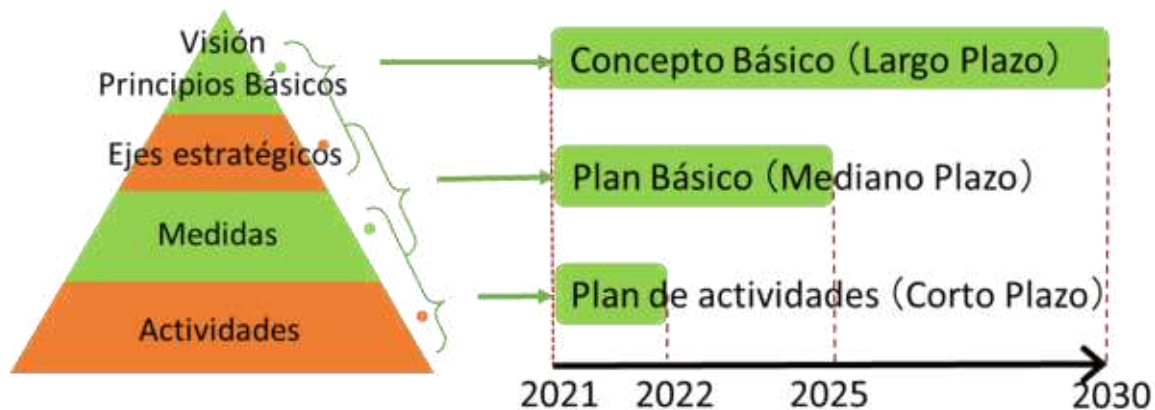 Visión
Principios Básicos
Ejes estratégicos
Medidas
Actividades
Concepto Básico (Largo Plazo)
Plan Básico (Mediano Plazo)
Plan de actividades (Corto Plazo)
2021 2022 2025 2030